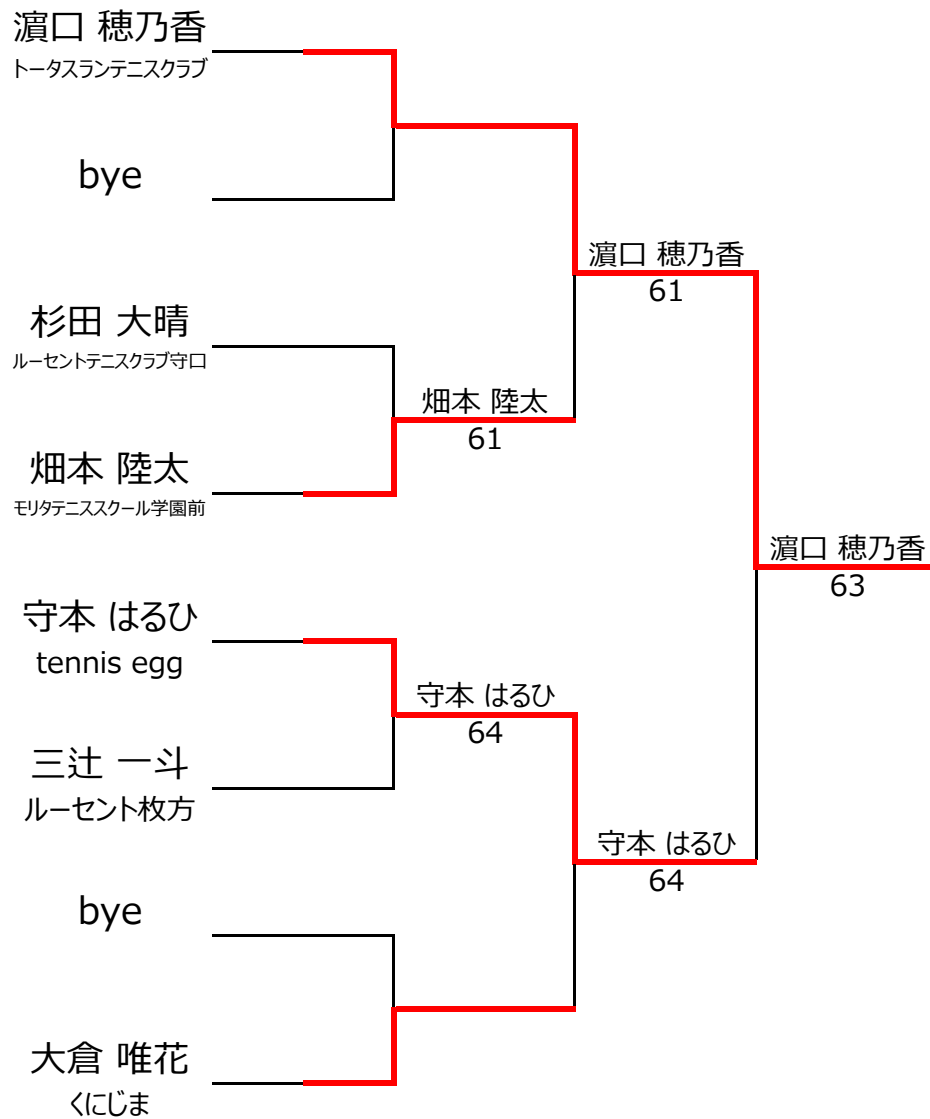 濵口 穂乃香
トータスランテニスクラブ
bye
杉田 大晴
ルーセントテニスクラブ守口
畑本 陸太
モリタテニススクール学園前
守本 はるひ
tennis egg
三辻 一斗
ルーセント枚方
bye
大倉 唯花
くにじま
畑本 陸太
61
守本 はるひ
64
濵口 穂乃香
61
守本 はるひ
64
濵口 穂乃香
63